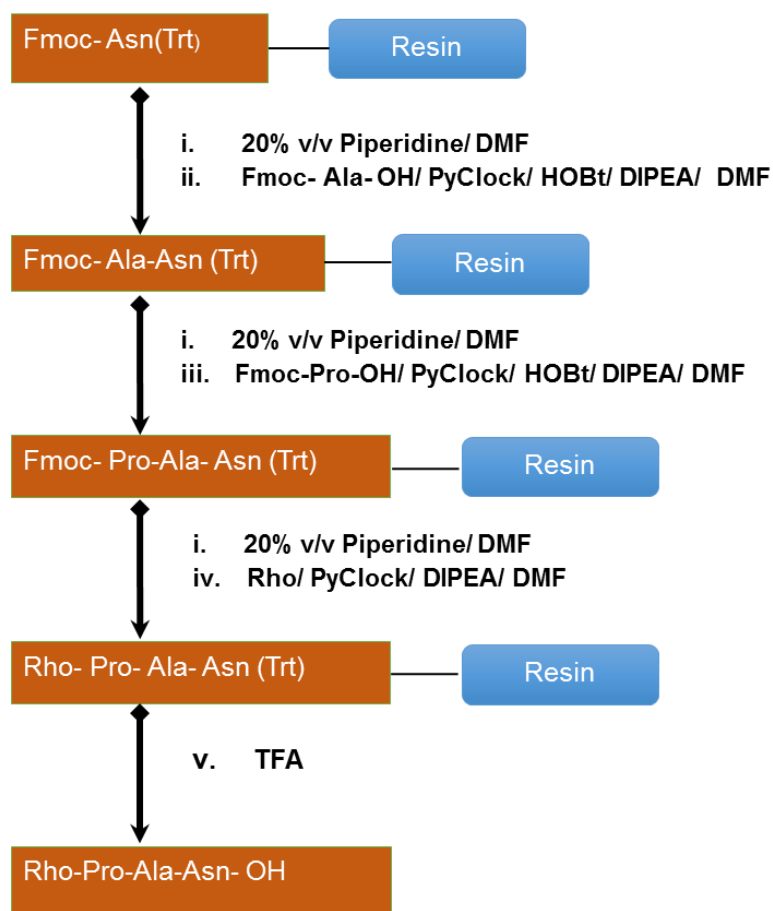 Fmoc- Asn(Trt)
Resin
i. 20% v/v Piperidine/ DMF
ii. Fmoc- Ala- OH/ PyClock/ HOBt/ DIPEA/ DMF
Fmoc- Ala-Asn (Trt)
Resin
i. 20% v/v Piperidine/ DMF
iii. Fmoc-Pro-OH/ PyClock/ HOBt/ DIPEA/ DMF
Fmoc- Pro-Ala- Asn (Trt)
Resin
i. 20% v/v Piperidine/ DMF
iv. Rho/ PyClock/ DIPEA/ DMF
Rho- Pro- Ala- Asn (Trt)
Resin
v. TFA
Rho-Pro-Ala-Asn- OH